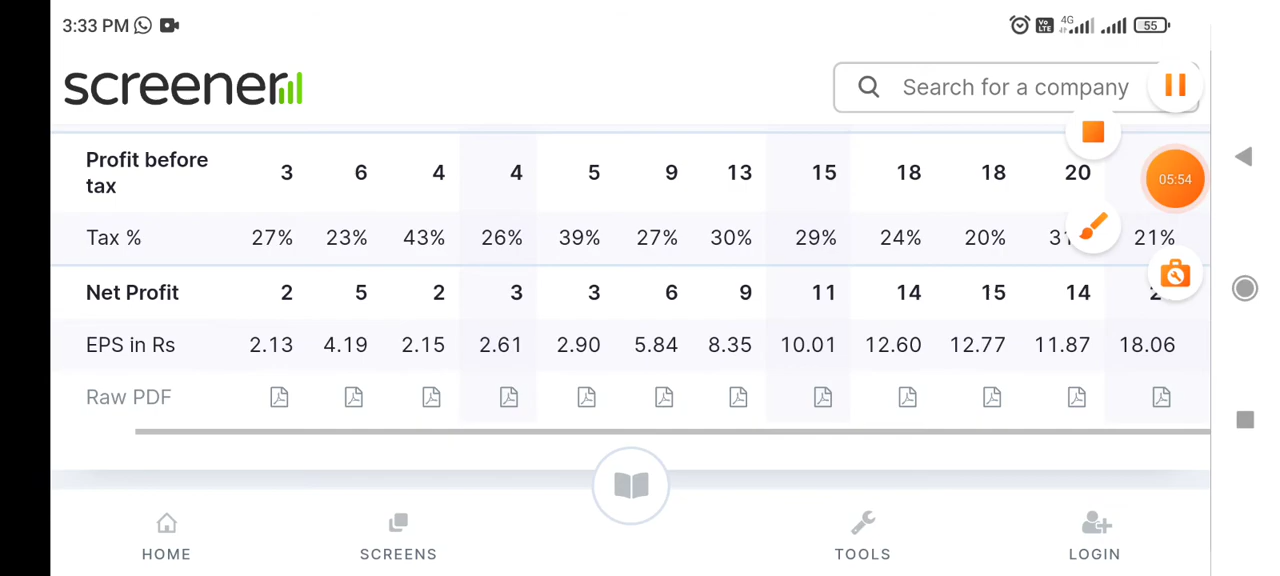 3:33 PM 4G 55
screener Search for a company
Profit before tax 3 6 4 4 5 9 13 15 18 18 20
05:54
Tax % 27% 23% 43% 26% 39% 27% 30% 29% 24% 20% 21%
Net Profit 2 5 2 3 3 6 9 11 14 15 14
EPS in Rs 2.13 4.19 2.15 2.61 2.90 5.84 8.35 10.01 12.60 12.77 11.87 18.06
Raw PDF
HOME SCREENS TOOLS LOGIN